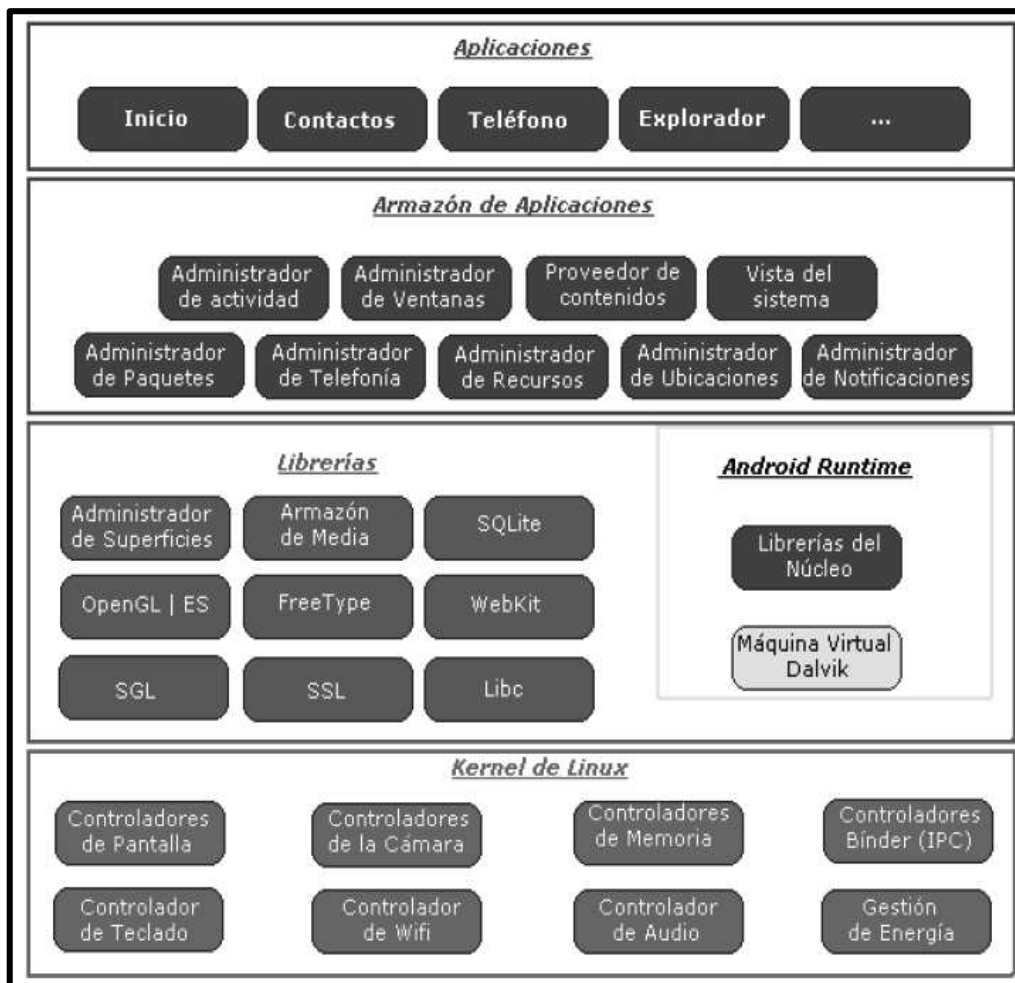 Aplicaciones
Inicio
Contactos
Teléfono
Explorador
...
Armazón de Aplicaciones
Administrador
de actividad
Administrador
de Ventanas
Proveedor de
contenidos
Vista del
sistema
Administrador
de Paquetes
Administrador
de Telefonía
Administrador
de Recursos
Administrador
de Ubicaciones
Administrador
de Notificaciones
Librerías
Administrador
de Superficies
Armazón
de Media
SQLite
OpenGL | ES
FreeType
WebKit
SGL
SSL
Libc
Android Runtime
Librerías del
Núcleo
Máquina Virtual
Dalvik
Kernel de Linux
Controladores
de Pantalla
Controladores
de la Cámara
Controladores
de Memoria
Controladores
Bínder (IPC)
Controlador
de Teclado
Controlador
de Wifi
Controlador
de Audio
Gestión
de Energía